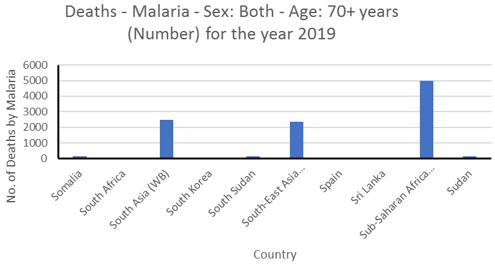 Deaths - Malaria - Sex: Both - Age: 70+ years
(Number) for the year 2019
No. of Deaths by Malaria
6000
5000
4000
3000
2000
1000
0
Somalia
South Africa
South Asia (WB)
South Korea
South Sudan
South-East Asia...
Spain
Sri Lanka
Sub-Saharan Africa...
Sudan
Country